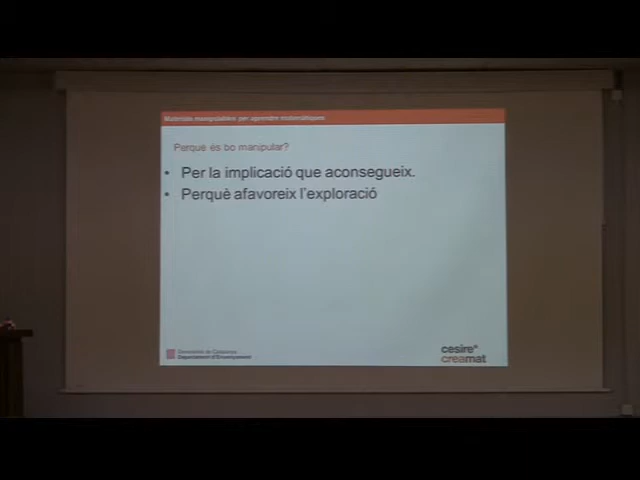 Materials manipulables per aprendre matemàtiques
Perquè és bo manipular?
• Per la implicació que aconsegueix.
• Perquè afavoreix l'exploració
Generalitat de Catalunya
Departament d'Ensenyament
cesire*
creamat